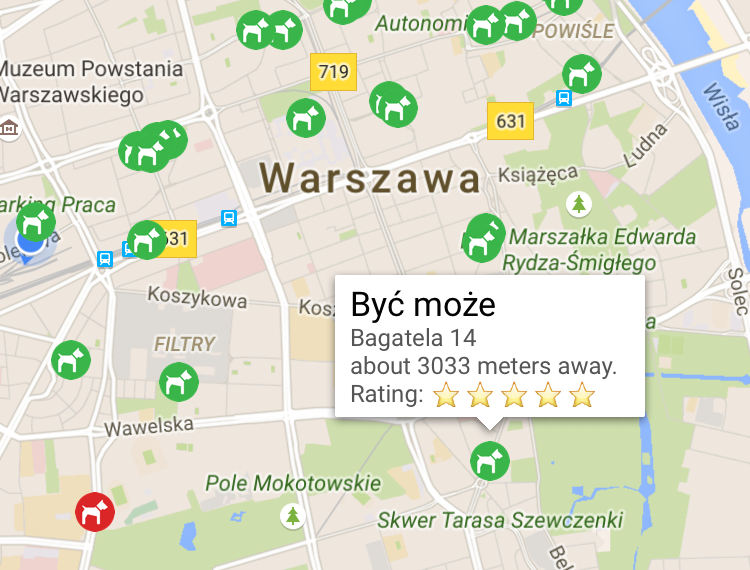 Autonomi
POWIŚLE
Muzeum Powstania
Warszawskiego
719
631
Wisła
Ludna
Warszawa
Książęca
arking Praca
631
Marszałka Edwarda
Rydza-Śmigłego
Solec
Koszykowa
Kosz
Być może
Bagatela 14
about 3033 meters away.
Rating:
FILTRY
Wawelska
Pole Mokotowskie
Skwer Tarasa Szewczenki